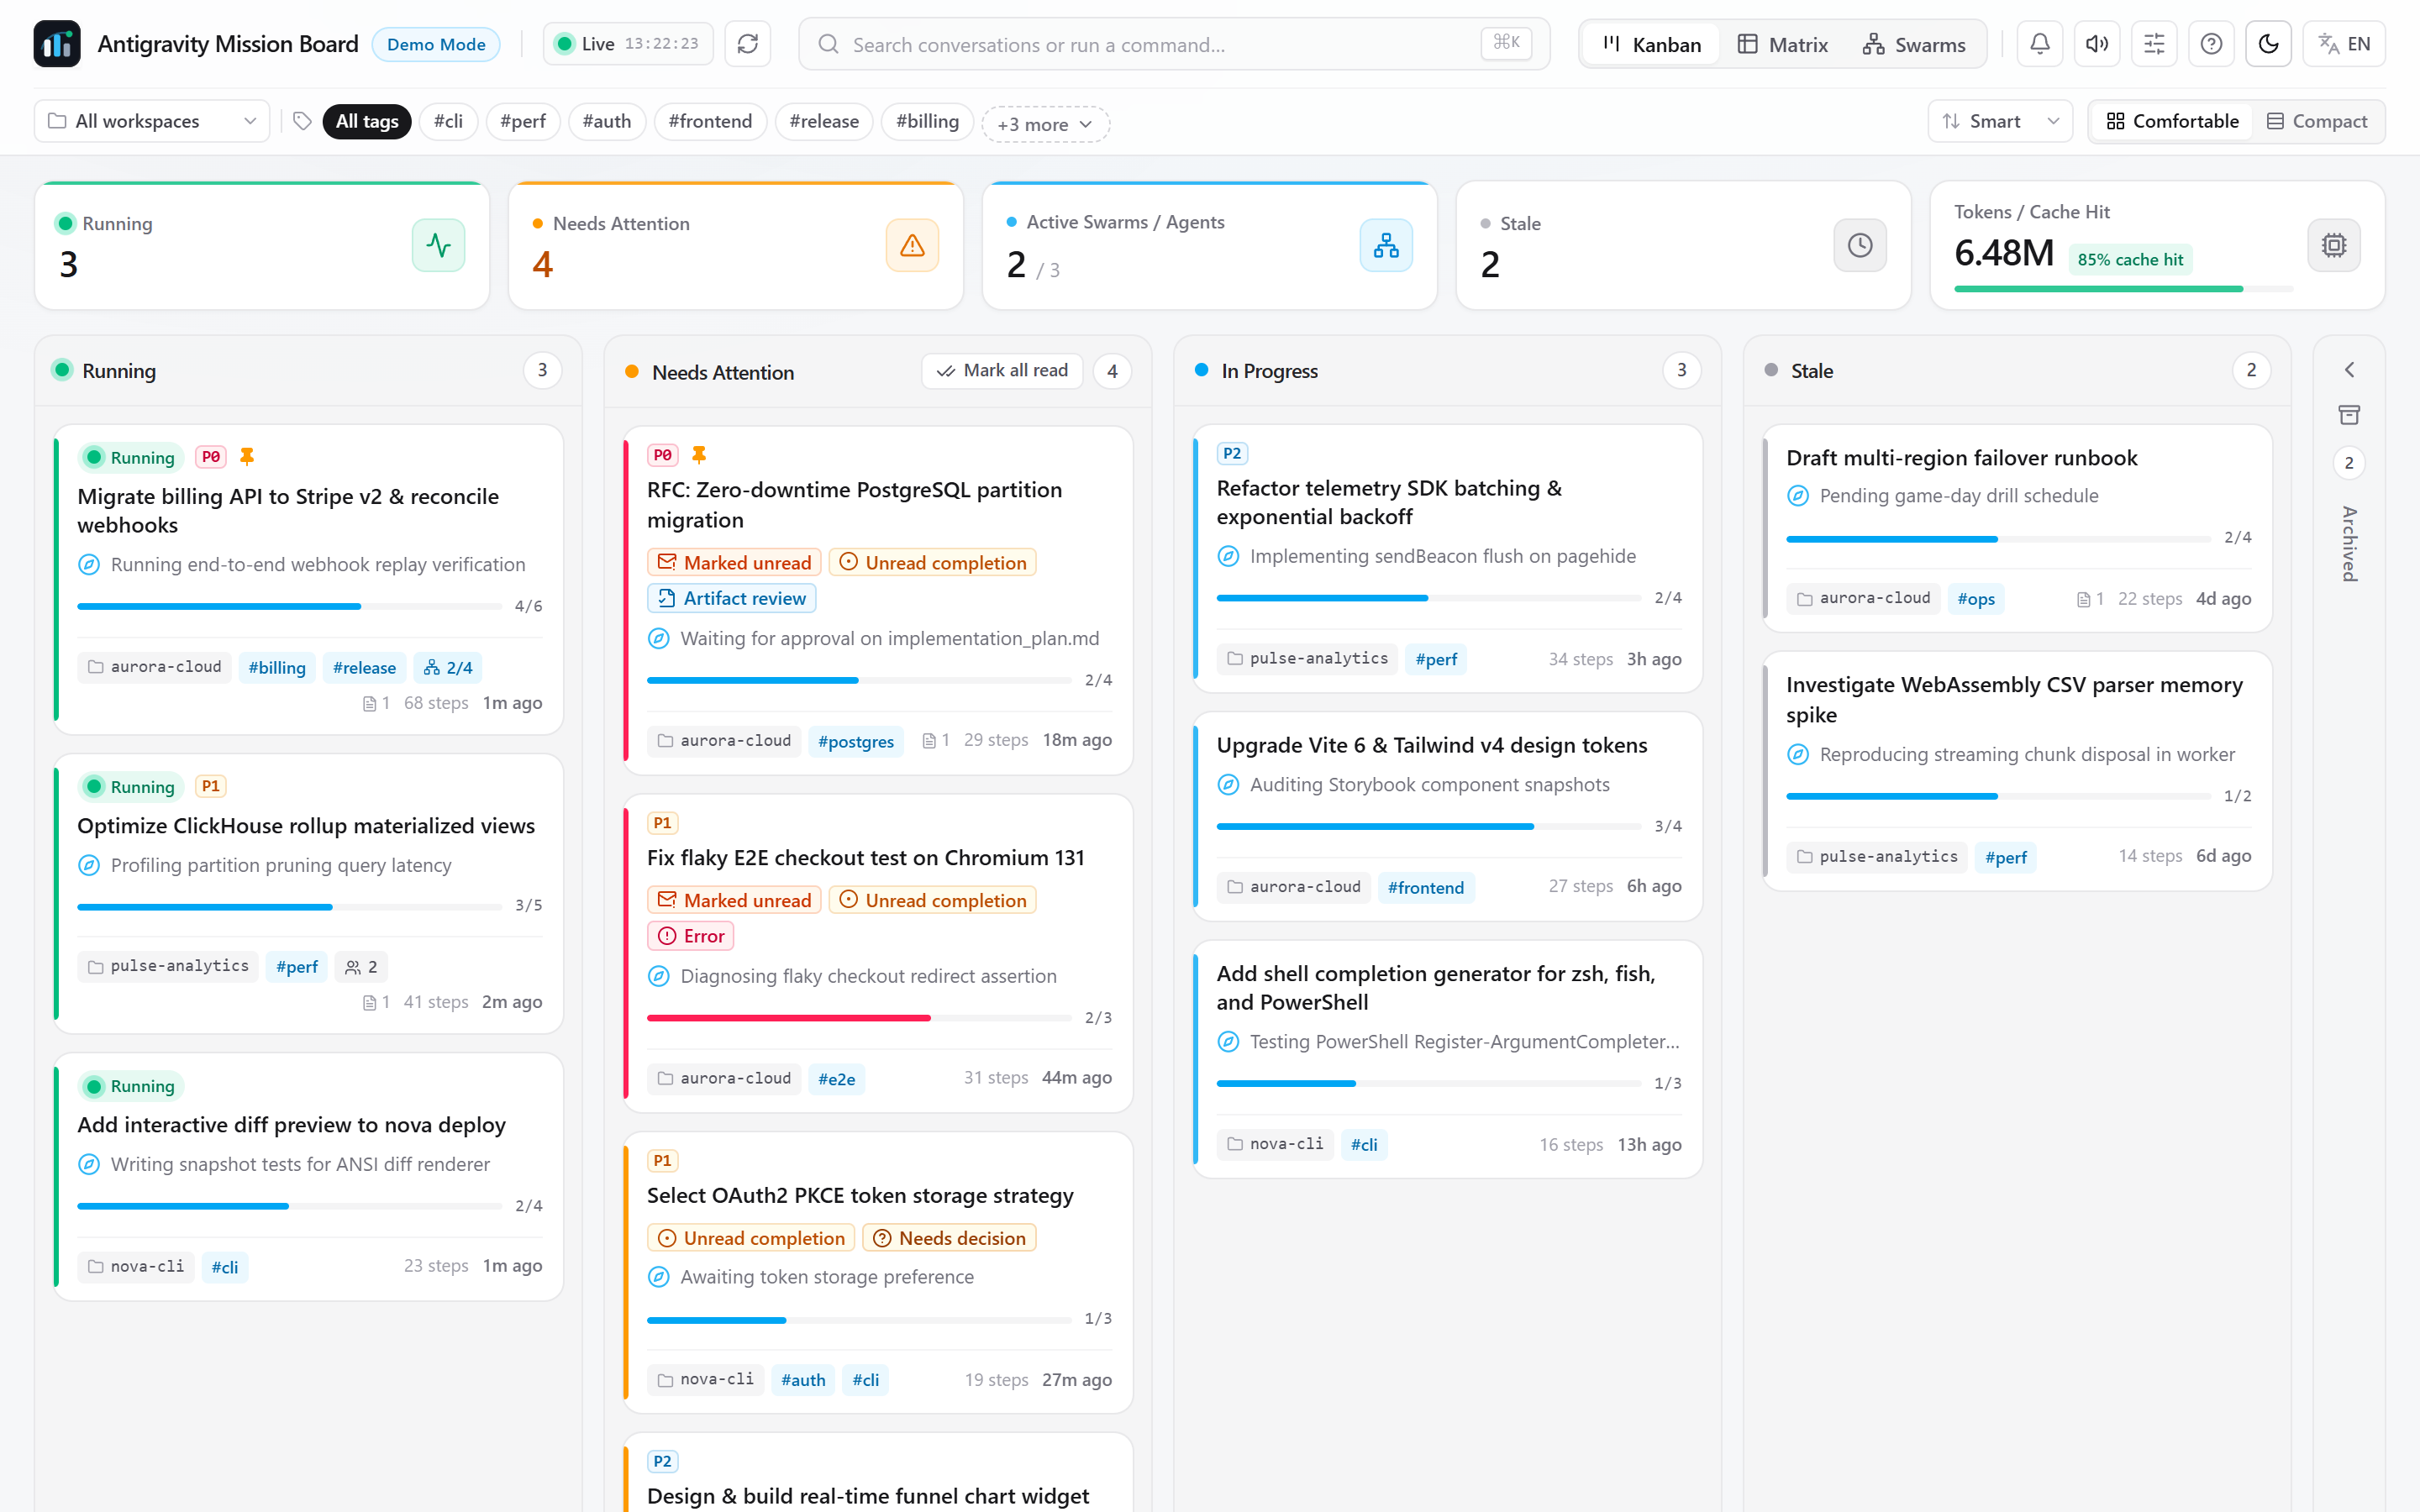 Antigravity Mission Board
Demo Mode
Live 13:22:23
Search conversations or run a command...
⌘K
Kanban
Matrix
Swarms
EN
All workspaces
All tags
#cli
#perf
#auth
#frontend
#release
#billing
+3 more
Smart
Comfortable
Compact
Running
3
Needs Attention
4
Active Swarms / Agents
2 / 3
Stale
2
Tokens / Cache Hit
6.48M 85% cache hit
Running
3
Running P0
Migrate billing API to Stripe v2 & reconcile
webhooks
Running end-to-end webhook replay verification
4/6
aurora-cloud #billing #release 2/4
1 68 steps 1m ago
Running P1
Optimize ClickHouse rollup materialized views
Profiling partition pruning query latency
3/5
pulse-analytics #perf 2
1 41 steps 2m ago
Running
Add interactive diff preview to nova deploy
Writing snapshot tests for ANSI diff renderer
2/4
nova-cli #cli 23 steps 1m ago
Needs Attention
Mark all read
4
P0
RFC: Zero-downtime PostgreSQL partition
migration
Marked unread Unread completion
Artifact review
Waiting for approval on implementation_plan.md
2/4
aurora-cloud #postgres 1 29 steps 18m ago
P1
Fix flaky E2E checkout test on Chromium 131
Marked unread Unread completion
Error
Diagnosing flaky checkout redirect assertion
2/3
aurora-cloud #e2e 31 steps 44m ago
P1
Select OAuth2 PKCE token storage strategy
Unread completion Needs decision
Awaiting token storage preference
1/3
nova-cli #auth #cli 19 steps 27m ago
P2
Design & build real-time funnel chart widget
In Progress
3
P2
Refactor telemetry SDK batching &
exponential backoff
Implementing sendBeacon flush on pagehide
2/4
pulse-analytics #perf 34 steps 3h ago
Upgrade Vite 6 & Tailwind v4 design tokens
Auditing Storybook component snapshots
3/4
aurora-cloud #frontend 27 steps 6h ago
Add shell completion generator for zsh, fish,
and PowerShell
Testing PowerShell Register-ArgumentCompleter...
1/3
nova-cli #cli 16 steps 13h ago
Stale
2
Draft multi-region failover runbook
Pending game-day drill schedule
2/4
aurora-cloud #ops 1 22 steps 4d ago
Investigate WebAssembly CSV parser memory
spike
Reproducing streaming chunk disposal in worker
1/2
pulse-analytics #perf 14 steps 6d ago
2
Archived